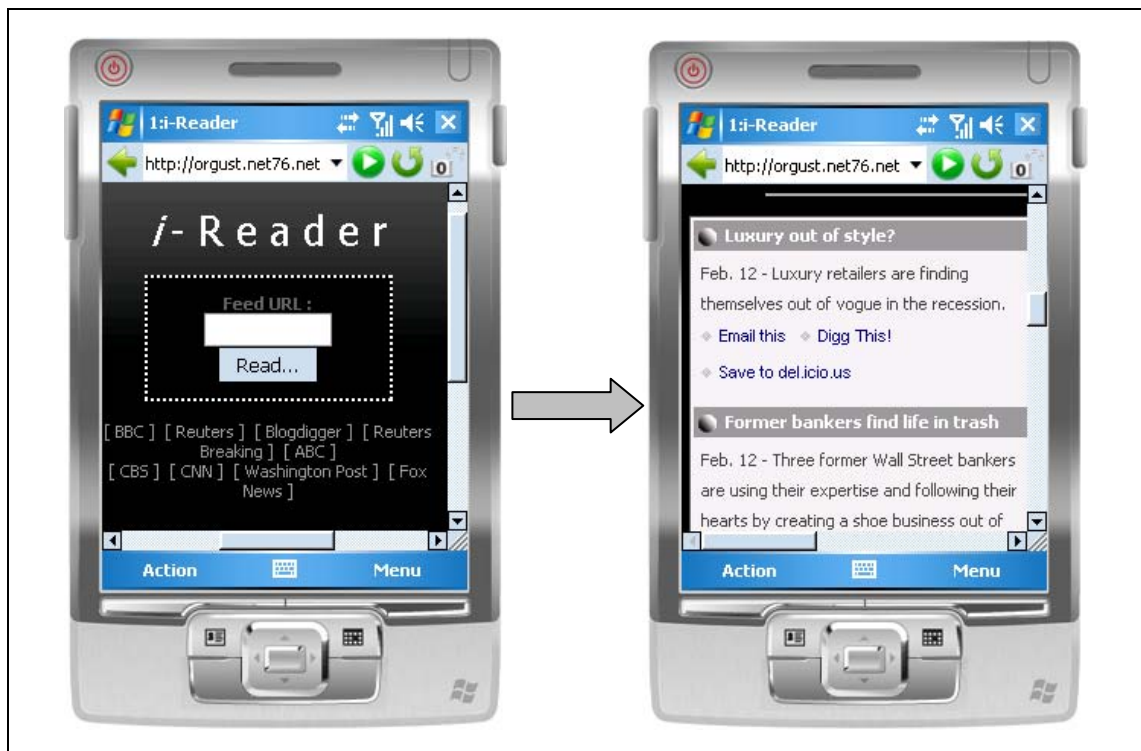 1:i-Reader
http://orgust.net76.net
i-Reader
Feed URL :
Read...
[ BBC ] [ Reuters ] [ Blogdigger ] [ Reuters
Breaking ] [ ABC ]
[ CBS ] [ CNN ] [ Washington Post ] [ Fox
News ]
Action Menu
1:i-Reader
http://orgust.net76.net
Luxury out of style?
Feb. 12 - Luxury retailers are finding
themselves out of vogue in the recession.
Email this Digg This!
Save to del.icio.us
Former bankers find life in trash
Feb. 12 - Three former Wall Street bankers
are using their expertise and following their
hearts by creating a shoe business out of
Action Menu